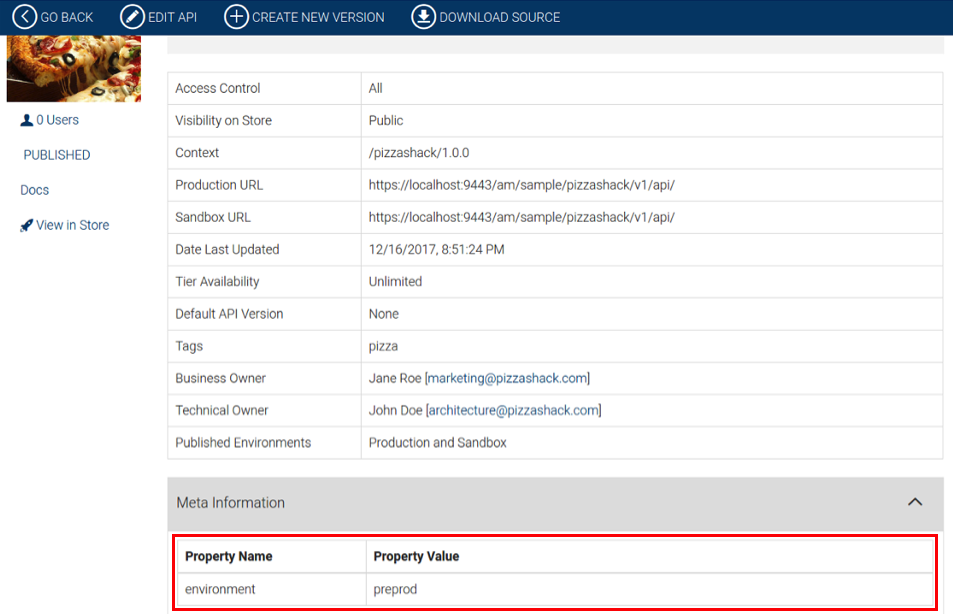 GO BACK EDIT API CREATE NEW VERSION DOWNLOAD SOURCE
0 Users
PUBLISHED
Docs
View in Store
Access Control All
Visibility on Store Public
Context /pizzashack/1.0.0
Production URL https://localhost:9443/am/sample/pizzashack/v1/api/
Sandbox URL https://localhost:9443/am/sample/pizzashack/v1/api/
Date Last Updated 12/16/2017, 8:51:24 PM
Tier Availability Unlimited
Default API Version None
Tags pizza
Business Owner Jane Roe [marketing@pizzashack.com]
Technical Owner John Doe [architecture@pizzashack.com]
Published Environments Production and Sandbox
Meta Information
Property Name Property Value
environment preprod